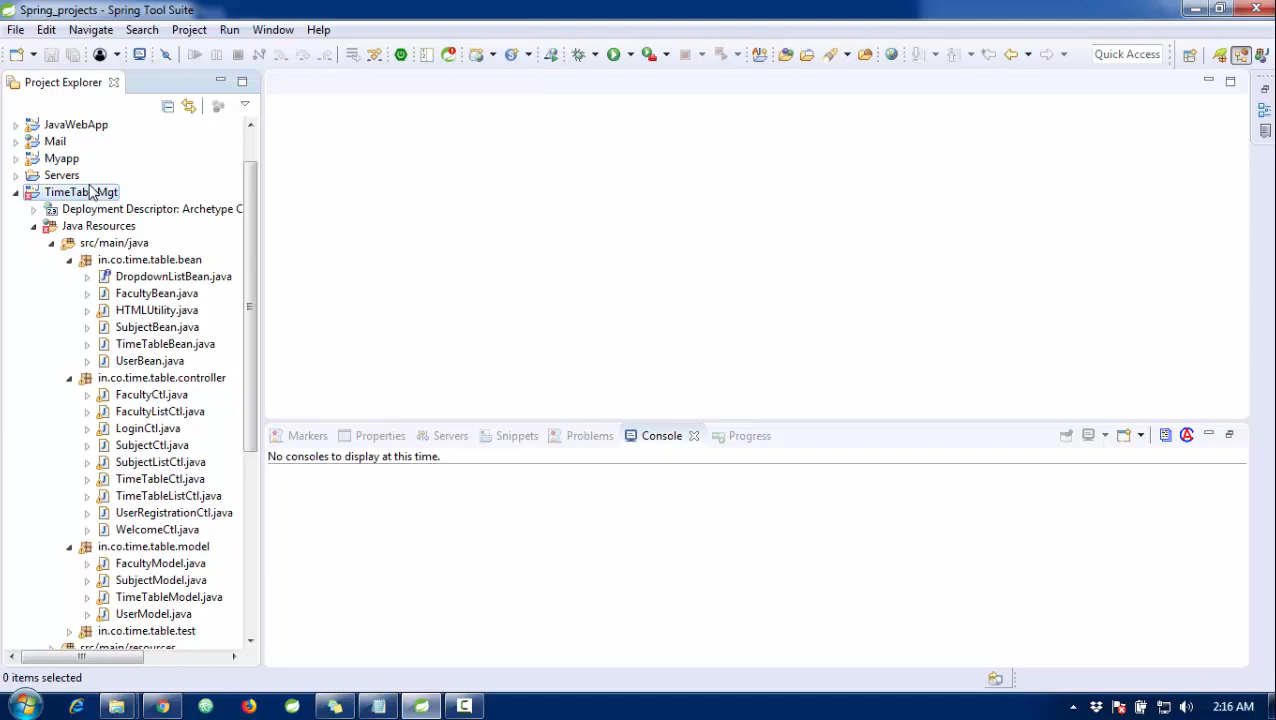 Spring_projects - Spring Tool Suite
File Edit Navigate Search Project Run Window Help
Quick Access
Project Explorer
JavaWebApp
Mail
Myapp
Servers
Mgt
Deployment Descriptor: Archetype C
Java Resources
src/main/java
in.co.time.table.bean
DropdownListBean.java
FacultyBean.java
HTMLUtility.java
SubjectBean.java
TimeTableBean.java
UserBean.java
in.co.time.table.controller
FacultyCtl.java
FacultyListCtl.java
LoginCtl.java
SubjectCtl.java
SubjectListCtl.java
TimeTableCtl.java
TimeTableListCtl.java
UserRegistrationCtl.java
WelcomeCtl.java
in.co.time.table.model
FacultyModel.java
SubjectModel.java
TimeTableModel.java
UserModel.java
in.co.time.table.test
src/main/resources
Markers Properties Servers Snippets Problems Console Progress
No consoles to display at this time.
0 items selected
2:16 AM